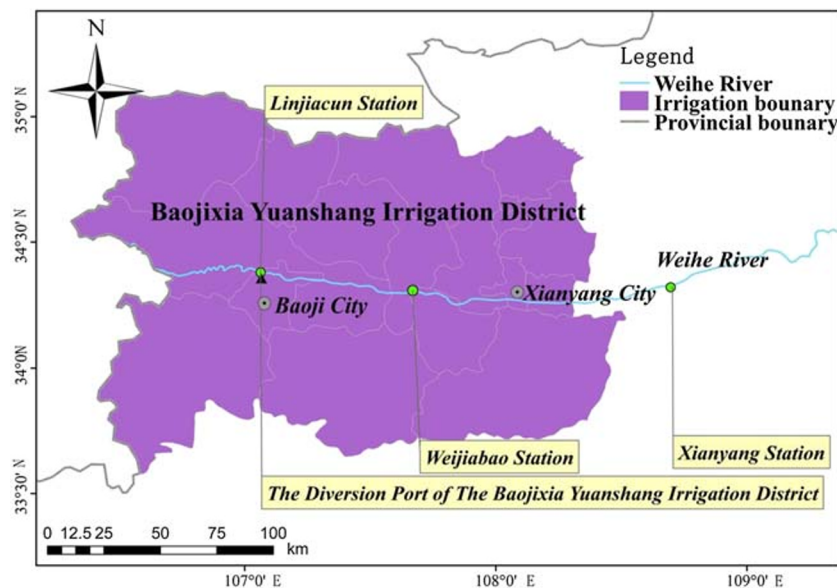 N
Legend
Weihe River
Irrigation bounary
Provincial bounary
Linjiacun Station
Baojixia Yuanshang Irrigation District
Weihe River
Baoji City
Xianyang City
Weijiabao Station
Xianyang Station
The Diversion Port of The Baojixia Yuanshang Irrigation District
0 12.5 25 50 75 100
km
35°0′ N
34°30′ N
34°0′ N
33°30′ N
107°0′ E
108°0′ E
109°0′ E